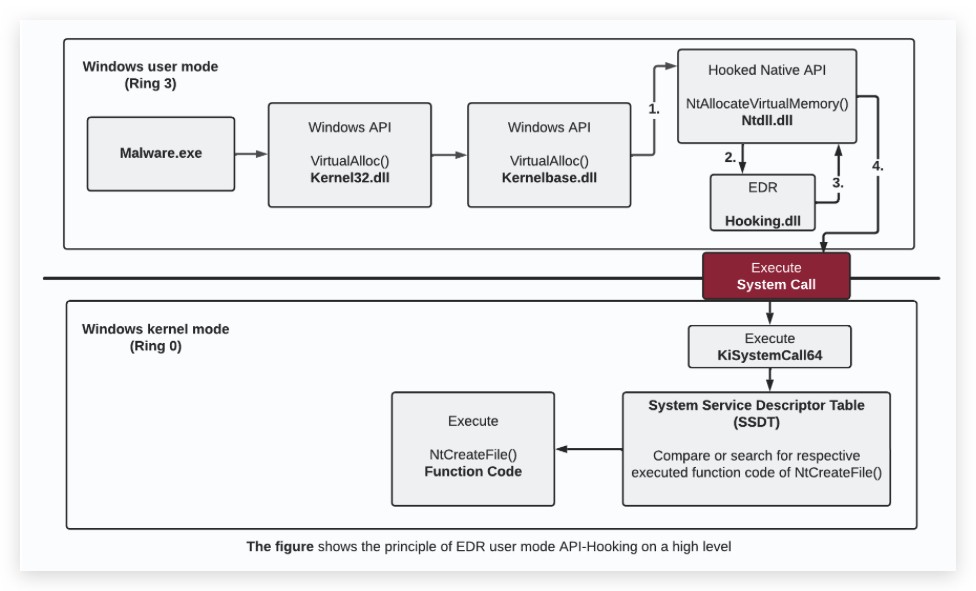 Windows user mode
(Ring 3)
Malware.exe
Windows API
VirtualAlloc()
Kernel32.dll
Windows API
VirtualAlloc()
Kernelbase.dll
1.
Hooked Native API
NtAllocateVirtualMemory()
Ntdll.dll
2.
3.
4.
EDR
Hooking.dll
Execute
System Call
Windows kernel mode
(Ring 0)
Execute
KiSystemCall64
System Service Descriptor Table
(SSDT)
Compare or search for respective
executed function code of NtCreateFile()
Execute
NtCreateFile()
Function Code
The figure shows the principle of EDR user mode API-Hooking on a high level